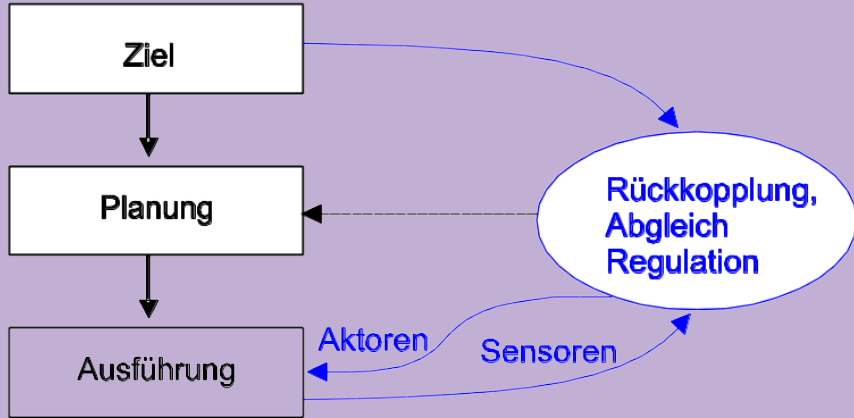 Ziel
Planung
Rückkopplung,
Abgleich
Regulation
Aktoren
Sensoren
Ausführung